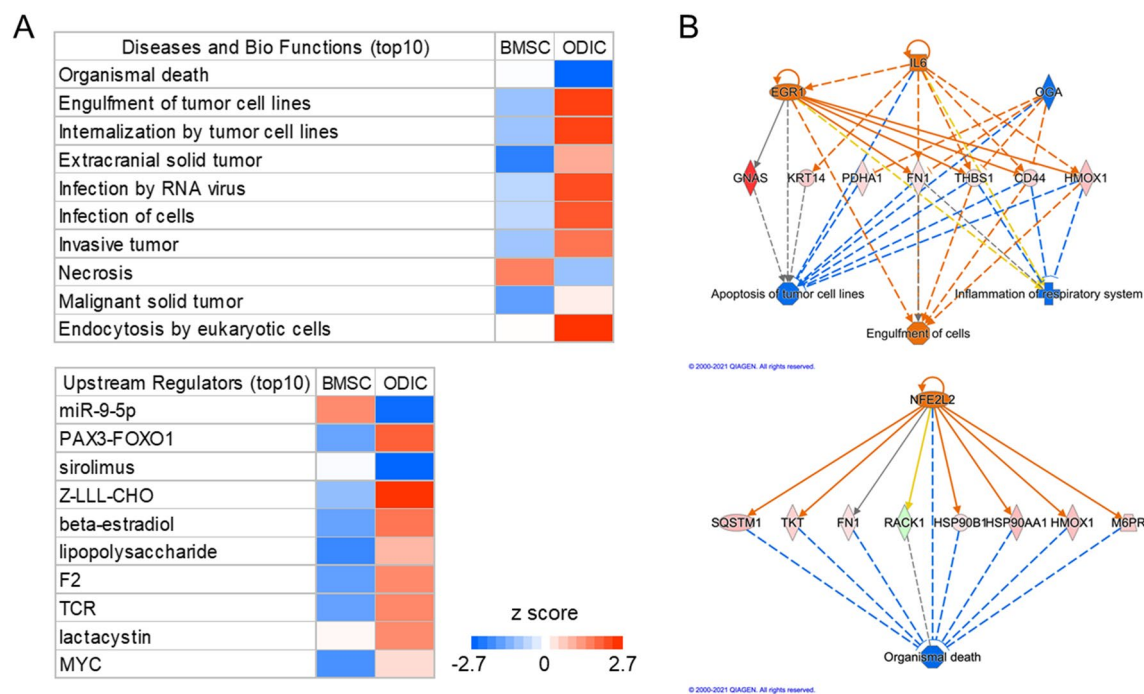 A
Diseases and Bio Functions (top10) BMSC ODIC
Organismal death
Engulfment of tumor cell lines
Internalization by tumor cell lines
Extracranial solid tumor
Infection by RNA virus
Infection of cells
Invasive tumor
Necrosis
Malignant solid tumor
Endocytosis by eukaryotic cells
Upstream Regulators (top10) BMSC ODIC
miR-9-5p
PAX3-FOXO1
sirolimus
Z-LLL-CHO
beta-estradiol
lipopolysaccharide
F2
TCR
lactacystin
MYC
z score
-2.7 0 2.7
B
IL6
EGR1 OGA
GNAS KRT14 PDHA1 FN1 THBS1 CD44 HMOX1
Apoptosis of tumor cell lines Inflammation of respiratory system
Engulfment of cells
© 2000-2021 QIAGEN. All rights reserved.
NFE2L2
SQSTM1 TKT FN1 RACK1 HSP90B1 HSP90AA1 HMOX1 M6PR
Organismal death
© 2000-2021 QIAGEN. All rights reserved.